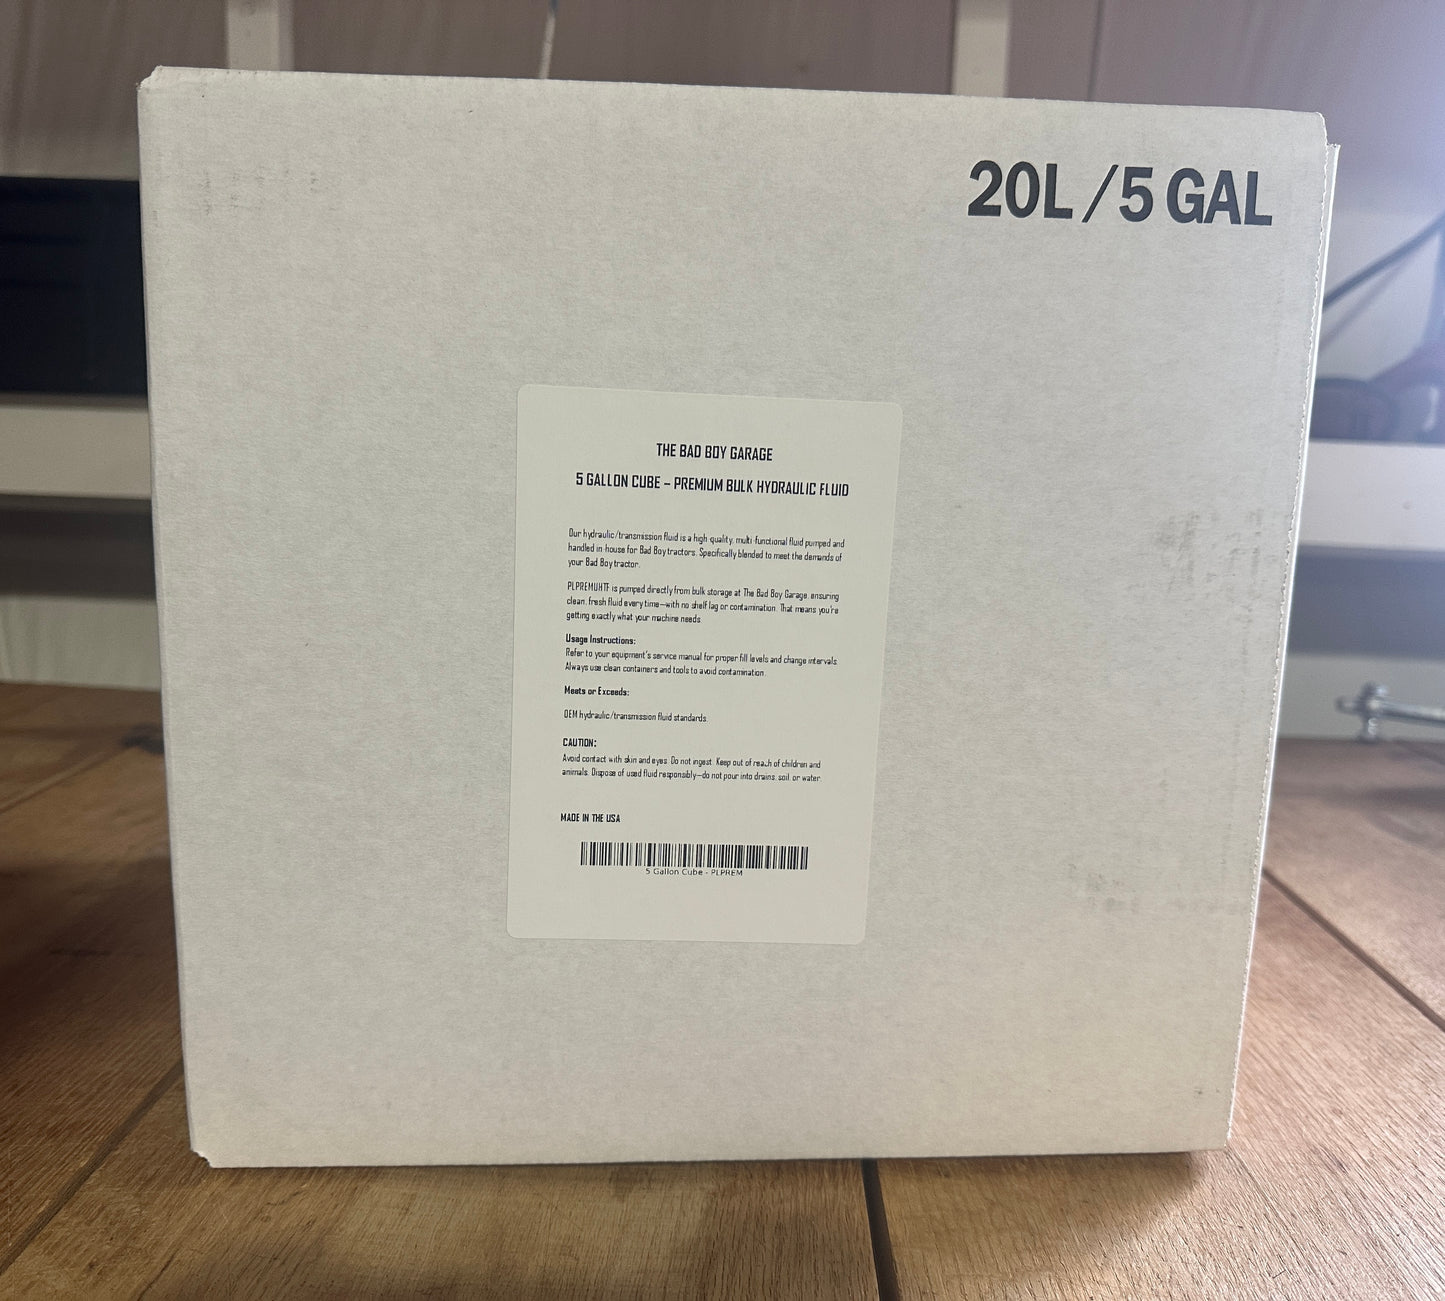 20L/5 GAL
THE BAD BOY GARAGE
5 GALLON CUBE – PREMIUM BULK HYDRAULIC FLUID
Our hydraulic/transmission fluid is a high quality, multi-functional fluid pumped and
handled in house for Bad Boy tractors. Specifically blended to meet the demands of
your Bad Boy tractor.
PLPREMUHTF is pumped directly from bulk storage at The Bad Boy Garage, ensuring
clean, fresh fluid every time—with no shelf lag or contamination. That means you're
getting exactly what your machine needs.
Usage Instructions:
Refer to your equipment's service manual for proper fill levels and change intervals.
Always use clean containers and tools to avoid contamination.
Meets or Exceeds:
OEM hydraulic/transmission fluid standards.
CAUTION:
Avoid contact with skin and eyes. Do not ingest. Keep out of reach of children and
animals. Dispose of used fluid responsibly—do not pour into drains, soil, or water.
MADE IN THE USA
5 Gallon Cube - PLPREM